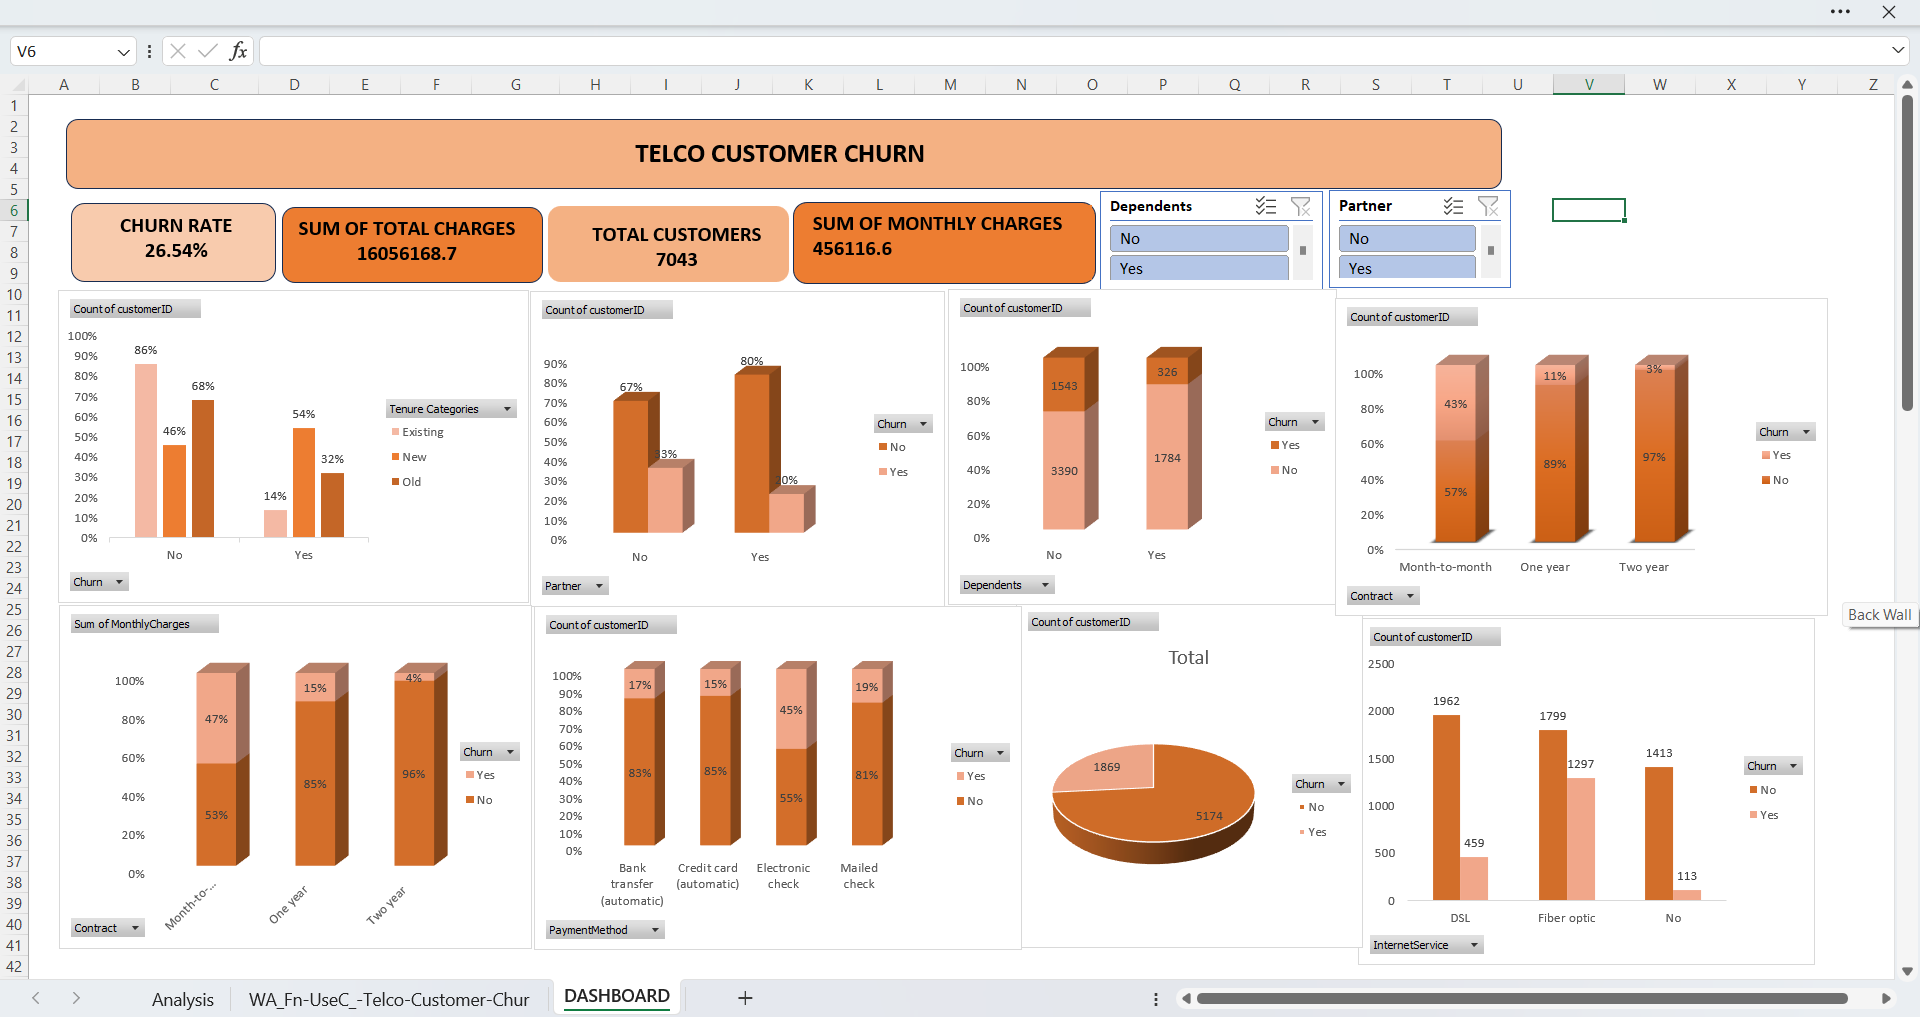 V6
fx
A B C D E F G H I J K L M N O P Q R S T U V W X Y Z
1
2
3
4
5
6
7
8
9
10
11
12
13
14
15
16
17
18
19
20
21
22
23
24
25
26
27
28
29
30
31
32
33
34
35
36
37
38
39
40
41
42
TELCO CUSTOMER CHURN
CHURN RATE
26.54%
SUM OF TOTAL CHARGES
16056168.7
TOTAL CUSTOMERS
7043
SUM OF MONTHLY CHARGES
456116.6
Dependents
No
Yes
Partner
No
Yes
Count of customerID
100%
90%
80%
70%
60%
50%
40%
30%
20%
10%
0%
86%
46%
68%
14%
54%
32%
No Yes
Tenure Categories
Existing
New
Old
Churn
Count of customerID
90%
80%
70%
60%
50%
40%
30%
20%
10%
0%
67%
33%
80%
20%
No Yes
Churn
No
Yes
Partner
Count of customerID
100%
80%
60%
40%
20%
0%
1543
3390
326
1784
No Yes
Churn
Yes
No
Dependents
Count of customerID
100%
80%
60%
40%
20%
0%
43%
57%
11%
89%
3%
97%
Month-to-month One year Two year
Churn
Yes
No
Contract
Back Wall
Sum of MonthlyCharges
100%
80%
60%
40%
20%
0%
47%
53%
15%
85%
4%
96%
Month-to-...
One year
Two year
Churn
Yes
No
Contract
Count of customerID
100%
90%
80%
70%
60%
50%
40%
30%
20%
10%
0%
17%
83%
15%
85%
45%
55%
19%
81%
Bank
transfer
(automatic)
Credit card
(automatic)
Electronic
check
Mailed
check
Churn
Yes
No
PaymentMethod
Count of customerID
Total
1869
5174
Churn
No
Yes
Count of customerID
2500
2000
1500
1000
500
0
1962
459
1799
1297
1413
113
DSL Fiber optic No
Churn
No
Yes
InternetService
Analysis
WA_Fn-UseC_-Telco-Customer-Chur
DASHBOARD